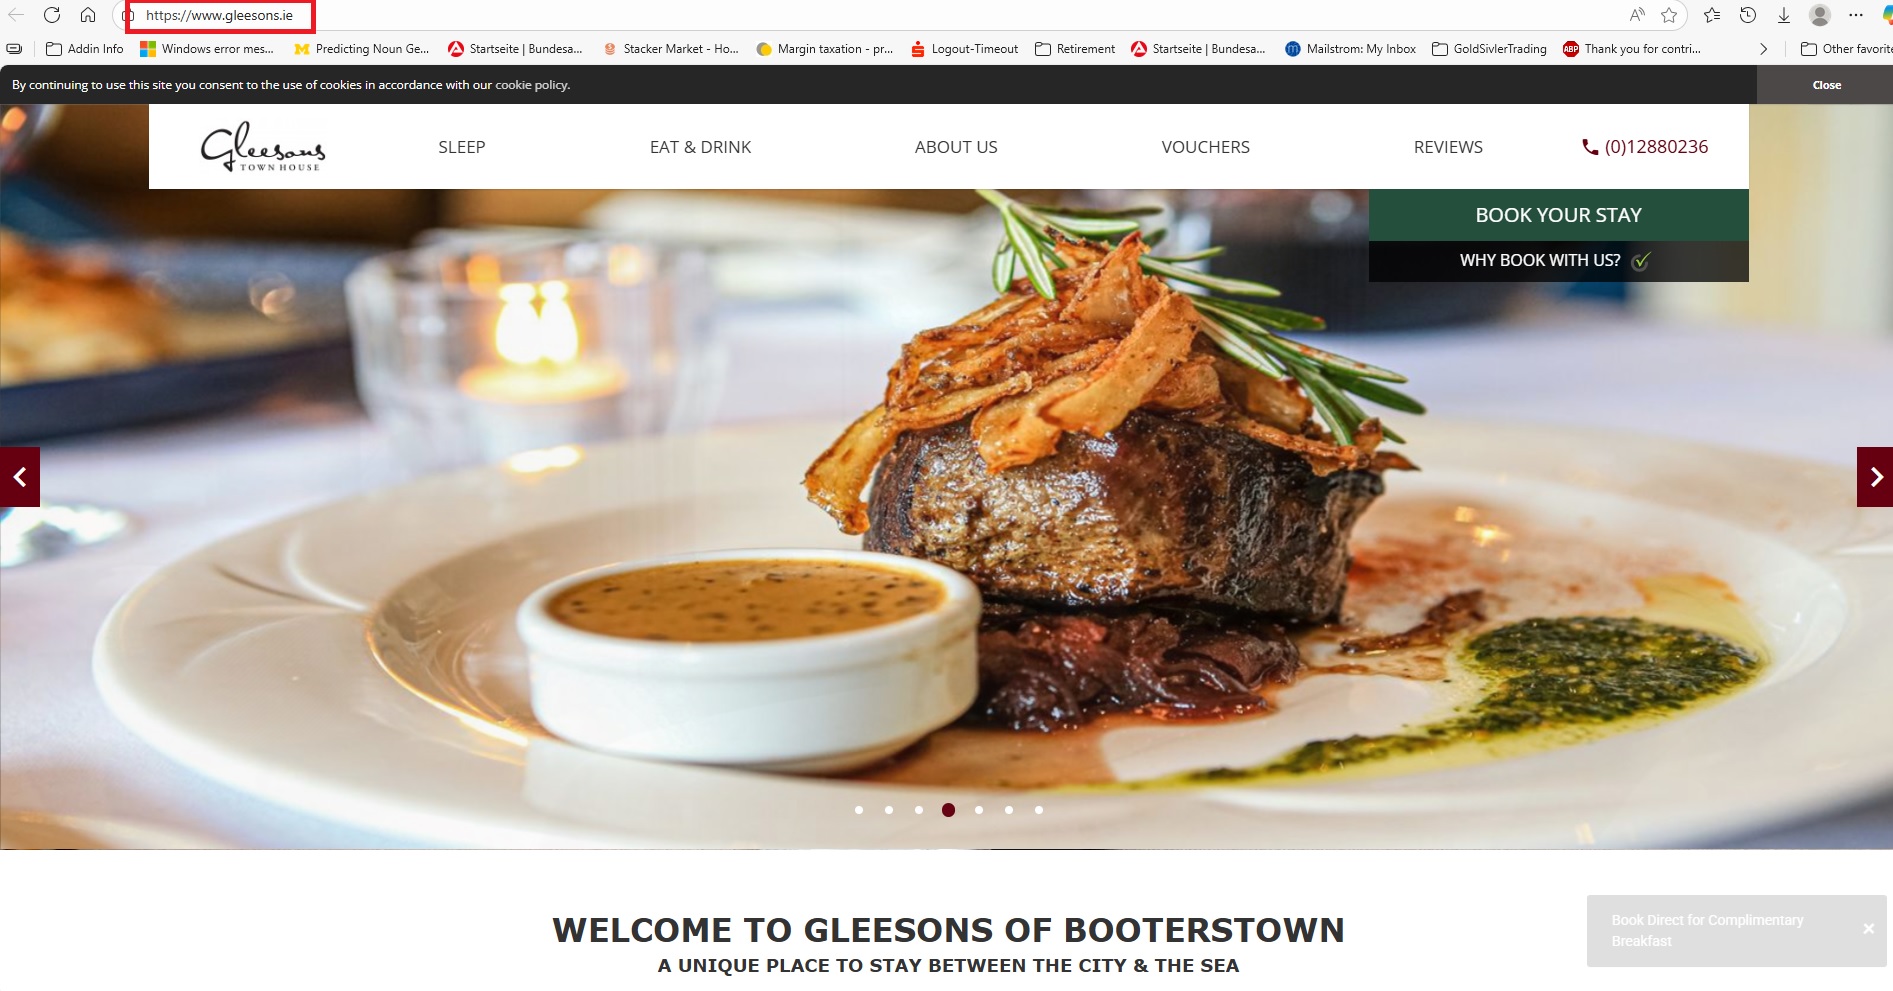 https://www.gleesons.ie
Addin Info
Windows error mes...
Predicting Noun Ge...
Startseite | Bundesa...
Stacker Market - Ho...
Margin taxation - pr...
Logout-Timeout
Retirement
Startseite | Bundesa...
Mailstrom: My Inbox
GoldSivlerTrading
ABP
Thank you for contri...
Other favorite
By continuing to use this site you consent to the use of cookies in accordance with our cookie policy.
Close
Gleesons
TOWN HOUSE
SLEEP
EAT & DRINK
ABOUT US
VOUCHERS
REVIEWS
(0)12880236
BOOK YOUR STAY
WHY BOOK WITH US?
WELCOME TO GLEESONS OF BOOTERSTOWN
A UNIQUE PLACE TO STAY BETWEEN THE CITY & THE SEA
Book Direct for Complimentary
Breakfast